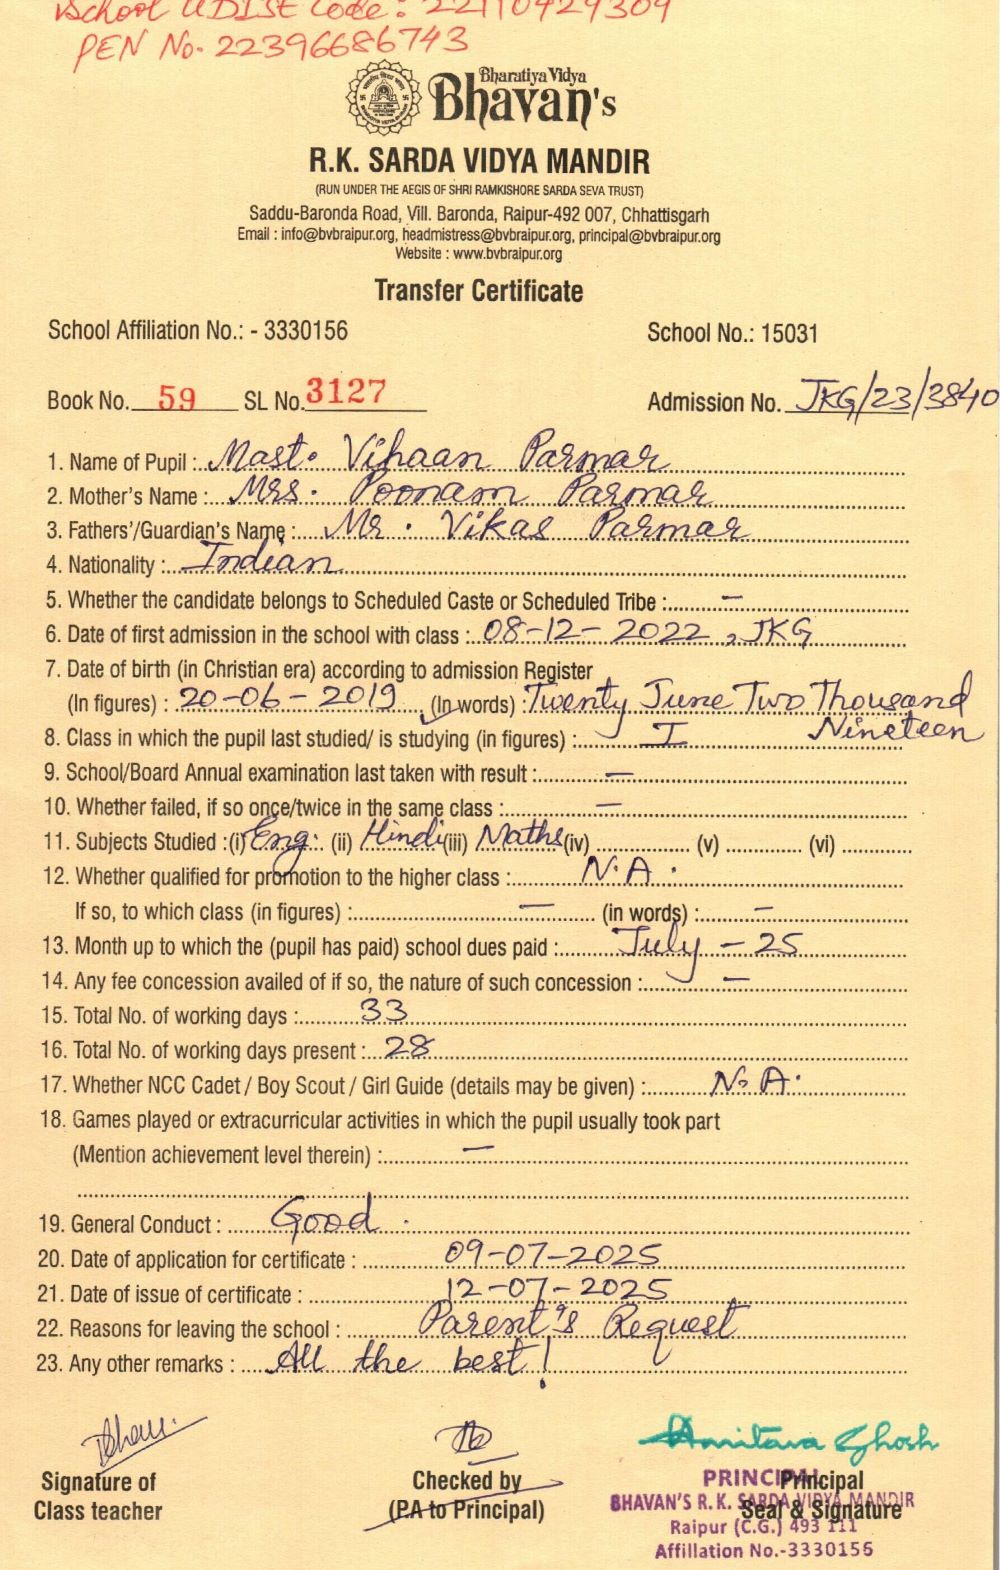 School UDISE Code : 22110429309
PEN No. 22396686743
Bharatiya Vidya
Bhavan's
R.K. SARDA VIDYA MANDIR
(RUN UNDER THE AEGIS OF SHRI RAMKISHORE SARDA SEVA TRUST)
Saddu-Baronda Road, Vill. Baronda, Raipur-492 007, Chhattisgarh
Email : info@bvbraipur.org, headmistress@bvbraipur.org, principal@bvbraipur.org
Website : www.bvbraipur.org
Transfer Certificate
School Affiliation No.: - 3330156 School No.: 15031
Book No. 59 SL No. 3127 Admission No. JKG/23/3840
1. Name of Pupil : Mast. Vihaan Parmar
2. Mother's Name : Mrs. Poonam Parmar
3. Fathers'/Guardian's Name : Mr. Vikas Parmar
4. Nationality : Indian
5. Whether the candidate belongs to Scheduled Caste or Scheduled Tribe : —
6. Date of first admission in the school with class : 08-12-2022, JKG
7. Date of birth (in Christian era) according to admission Register
(In figures) : 20-06-2019 (In words) : Twenty June Two Thousand
Nineteen
8. Class in which the pupil last studied/ is studying (in figures) : I
9. School/Board Annual examination last taken with result : —
10. Whether failed, if so once/twice in the same class : —
11. Subjects Studied :(i) Eng. (ii) Hindi (iii) Maths (iv) (v) (vi)
12. Whether qualified for promotion to the higher class : N.A.
If so, to which class (in figures) : — (in words) : —
13. Month up to which the (pupil has paid) school dues paid : July - 25
14. Any fee concession availed of if so, the nature of such concession : —
15. Total No. of working days : 33
16. Total No. of working days present : 28
17. Whether NCC Cadet / Boy Scout / Girl Guide (details may be given) : N.A.
18. Games played or extracurricular activities in which the pupil usually took part
(Mention achievement level therein) : —
19. General Conduct : Good.
20. Date of application for certificate : 09-07-2025
21. Date of issue of certificate : 12-07-2025
22. Reasons for leaving the school : Parent's Request
23. Any other remarks : All the best!
Amitava Ghosh
Signature of Checked by PRINCIPAL Principal
Class teacher (P.A to Principal) BHAVAN'S R. K. SARDA VIDYA MANDIR Seal & Signature
Raipur (C.G.) 493 111
Affillation No.-3330156